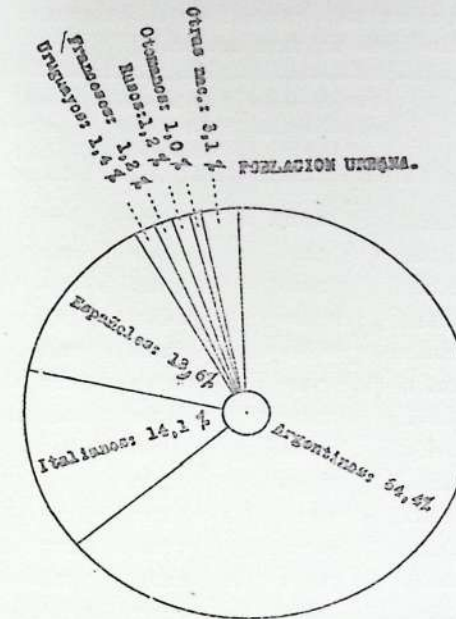 Otras nac.: 3,1 %
Otomanos: 1,0 %
Rusos: 1,2 %
Franceses: 1,2 %
Uruguayos: 1,4 %
POBLACION URBANA.
Españoles: 13,6%
Italianos: 14,1 %
Argentinos: 64,4%